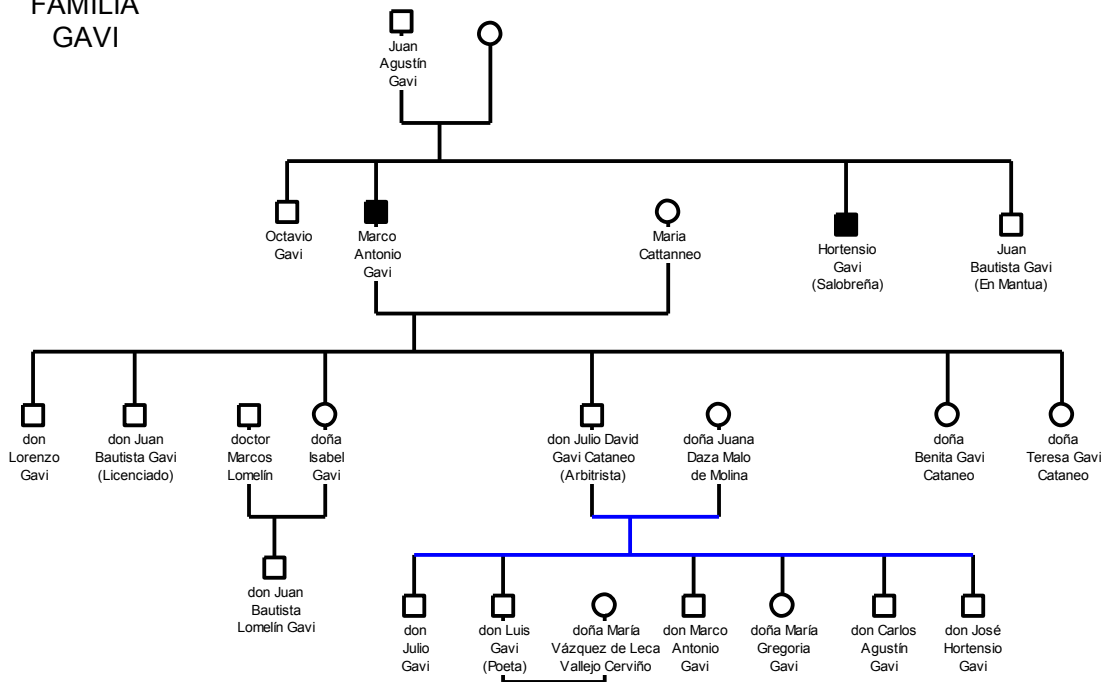 FAMILIA
GAVI
Juan
Agustín
Gavi
Octavio
Gavi
Marco
Antonio
Gavi
Maria
Cattanneo
Hortensio
Gavi
(Salobreña)
Juan
Bautista Gavi
(En Mantua)
don
Lorenzo
Gavi
don Juan
Bautista Gavi
(Licenciado)
doctor
Marcos
Lomelín
doña
Isabel
Gavi
don Julio David
Gavi Cataneo
(Arbitrista)
doña Juana
Daza Malo
de Molina
doña
Benita Gavi
Cataneo
doña
Teresa Gavi
Cataneo
don Juan
Bautista
Lomelín Gavi
don
Julio
Gavi
don Luis
Gavi
(Poeta)
doña María
Vázquez de Leca
Vallejo Cerviño
don Marco
Antonio
Gavi
doña María
Gregoria
Gavi
don Carlos
Agustín
Gavi
don José
Hortensio
Gavi